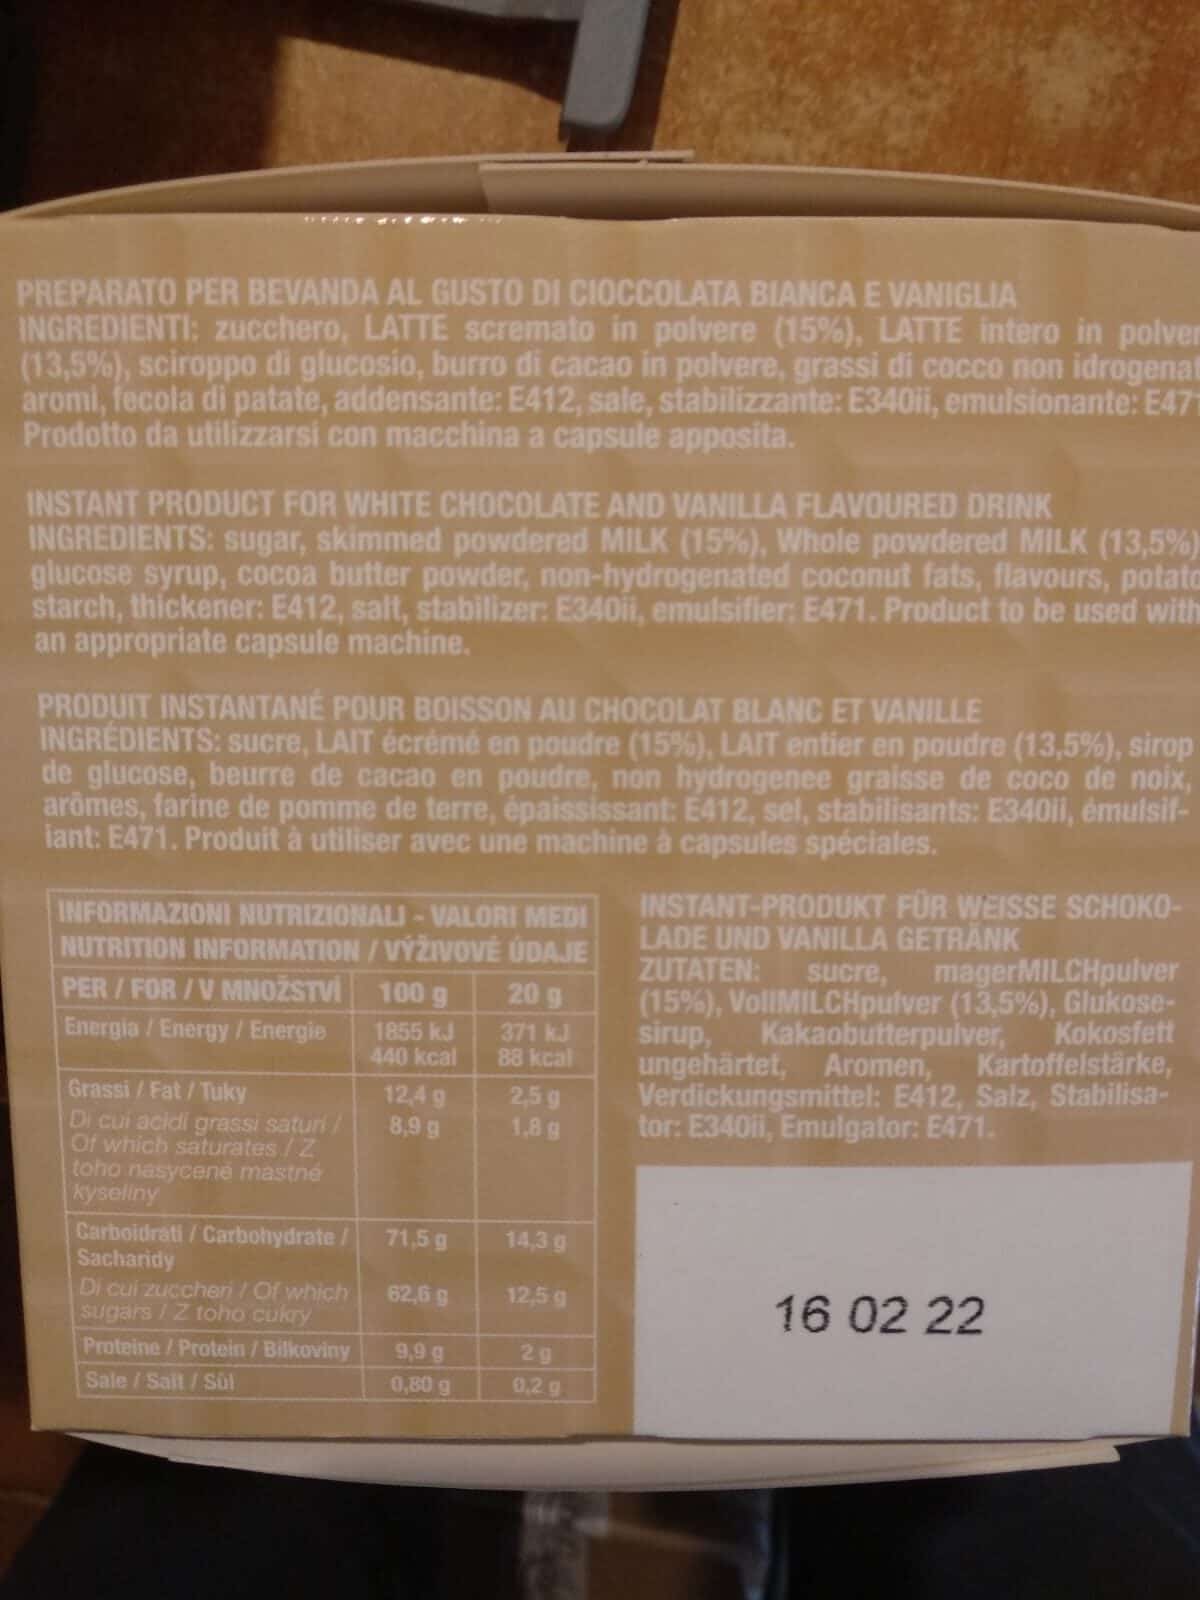 PREPARATO PER BEVANDA AL GUSTO DI CIOCCOLATA BIANCA E VANIGLIA
INGREDIENTI: zucchero, LATTE scremato in polvere (15%), LATTE intero in
(13,5%), sciroppo di glucosio, burro di cacao in polvere, grassi di cocco non
aromi, fecola di patate, addensante: E412, sale, stabilizzante: E340ii, emulsionante:
Prodotto da utilizzarsi con macchina a capsule apposita.
INSTANT PRODUCT FOR WHITE CHOCOLATE AND VANILLA FLAVOURED DRINK
INGREDIENTS: sugar, skimmed powdered MILK (15%), Whole powdered MILK (13,5%)
glucose syrup, cocoa butter powder, non-hydrogenated coconut fats, flavours,
starch, thickener: E412, salt, stabilizer: E340ii, emulsifier: E471. Product to be used with
an appropriate capsule machine.
PRODUIT INSTANTANÉ POUR BOISSON AU CHOCOLAT BLANC ET VANILLE
INGRÉDIENTS: sucre, LAIT écrémé en poudre (15%), LAIT entier en poudre (13,5%), sirop
de glucose, beurre de cacao en poudre, non hydrogenee graisse de coco de noix,
arômes, farine de pomme de terre, épaississant: E412, sel, stabilisants: E340ii, émulsif-
iant: E471. Produit à utiliser avec une machine à capsules spéciales.
INFORMAZIONI NUTRIZIONALI - VALORI MEDI
NUTRITION INFORMATION / VÝŽIVOVÉ ÚDAJE
PER / FOR / V MNOŽSTVÍ 100 g 20 g
Energia / Energy / Energie 1855 kJ 371 kJ
440 kcal 88 kcal
Grassi / Fat / Tuky 12,4 g 2,5 g
Di cui acidi grassi saturi / 8,9 g 1,8 g
Of which saturates / Z
toho nasycené mastné
kyseliny
Carboidrati / Carbohydrate / 71,5 g 14,3 g
Sacharidy
Di cui zuccheri / Of which 62,6 g 12,5 g
sugars / Z toho cukry
Proteine / Protein / Bílkoviny 9,9 g 2 g
Sale / Salt / Sůl 0,80 g 0,2 g
INSTANT-PRODUKT FÜR WEISSE SCHOKO-
LADE UND VANILLA GETRÄNK
ZUTATEN: sucre, magerMILCHpulver
(15%), VollMILCHpulver (13,5%), Glukose-
sirup, Kakaobutterpulver, Kokosfett
ungehärtet, Aromen, Kartoffelstärke,
Verdickungsmittel: E412, Salz, Stabilisa-
tor: E340ii, Emulgator: E471.
16 02 22